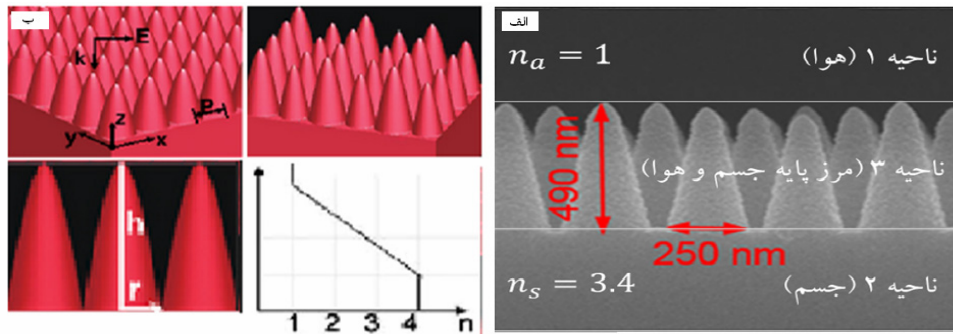 الف
n_a = 1
ناحیه ۱ (هوا)
490 nm
ناحیه ۳ (مرز پایه جسم و هوا)
250 nm
n_s = 3.4
ناحیه ۲ (جسم)
ب
E
k
P
z
y
x
h
r
1 2 3 4 n